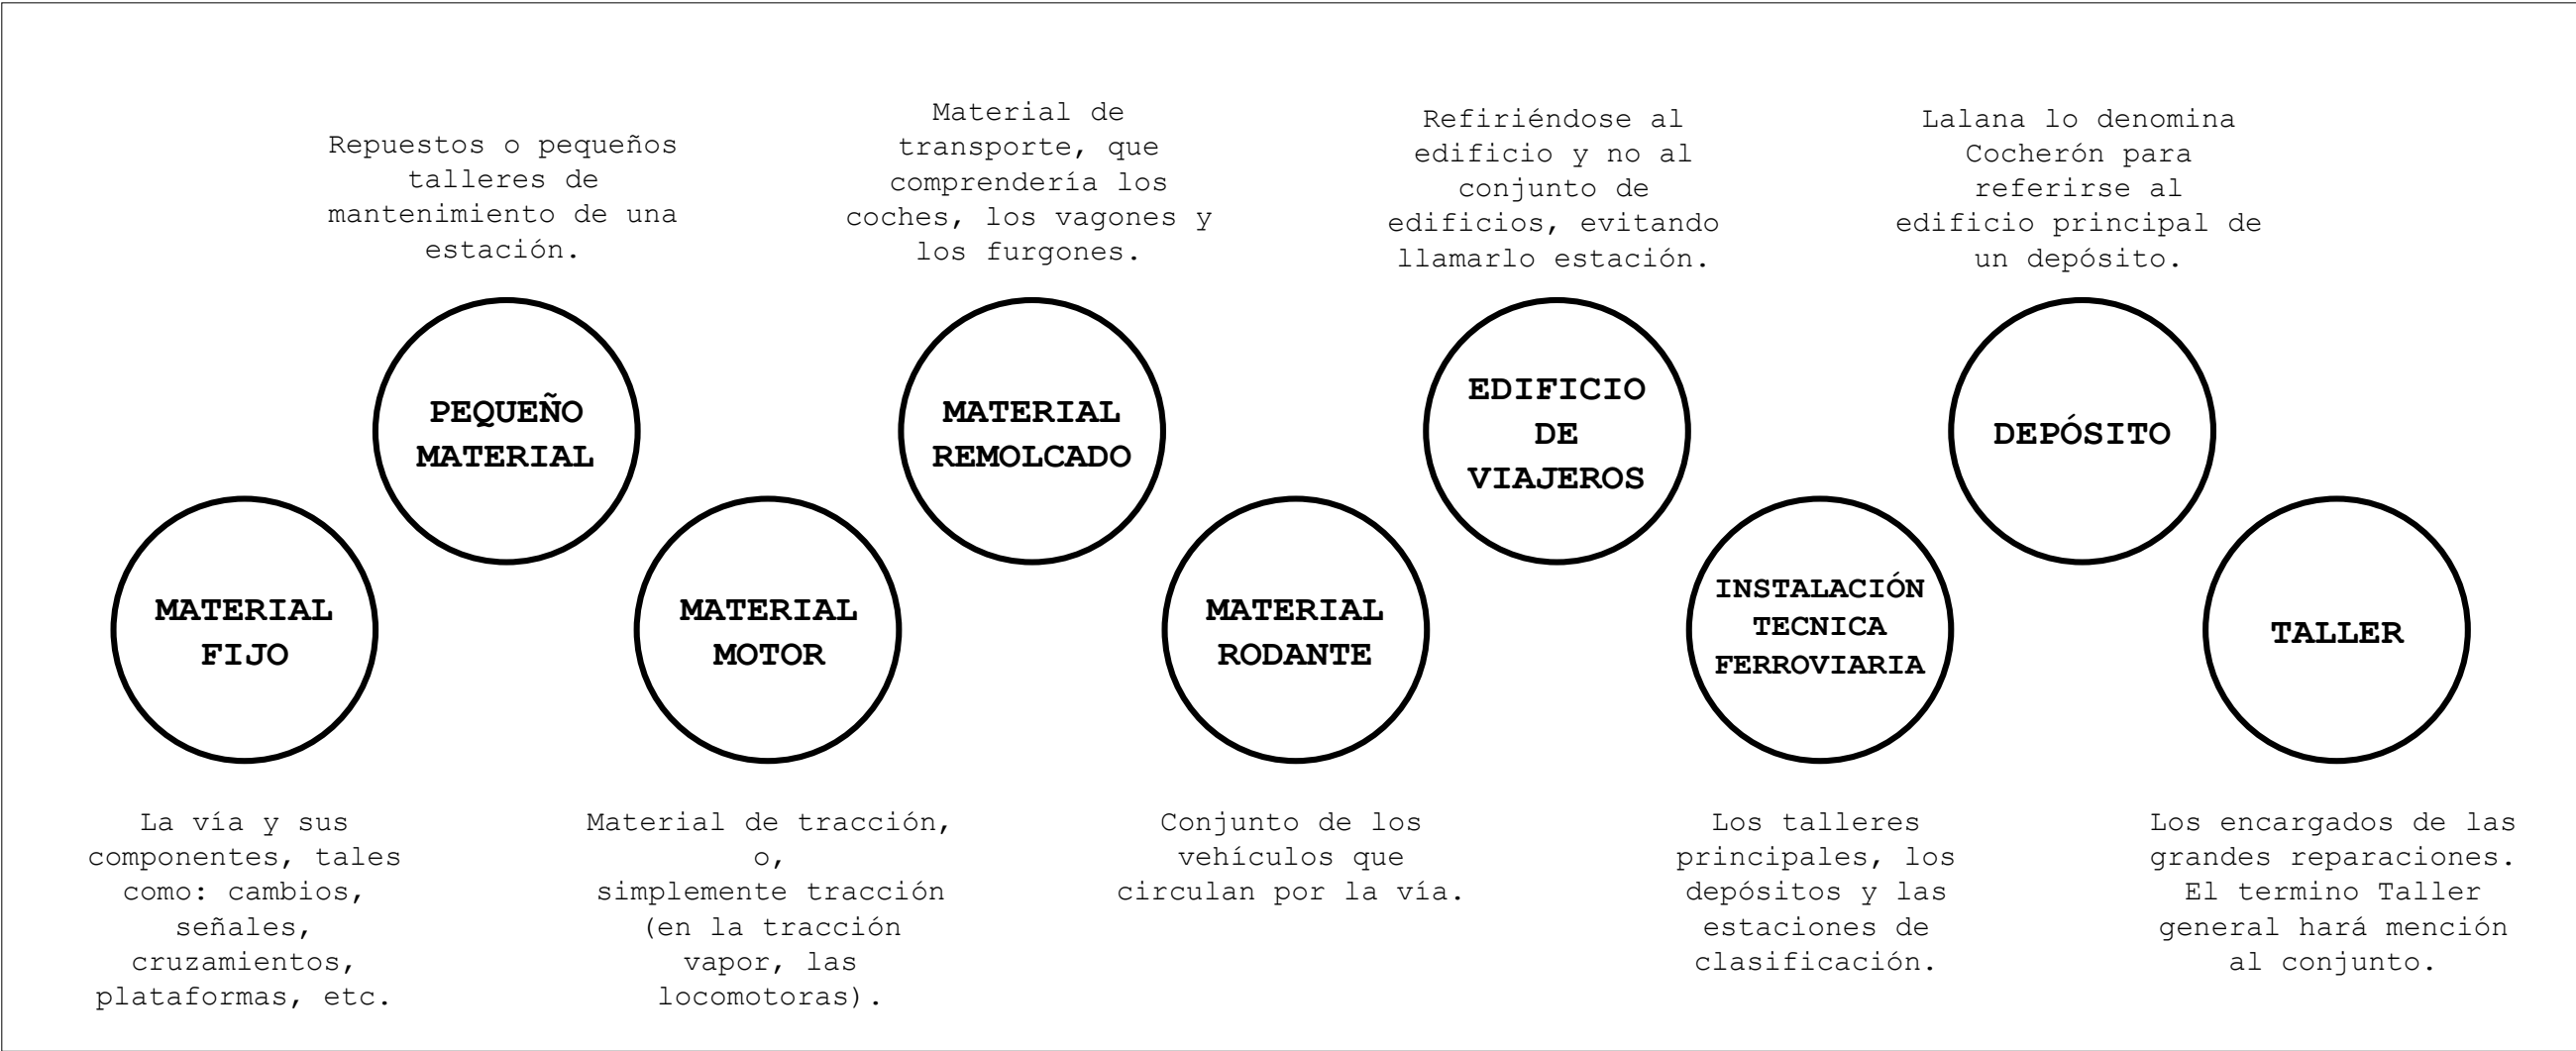 Repuestos o pequeños
talleres de
mantenimiento de una
estación.
Material de
transporte, que
comprendería los
coches, los vagones y
los furgones.
Refiriéndose al
edificio y no al
conjunto de
edificios, evitando
llamarlo estación.
Lalana lo denomina
Cocherón para
referirse al
edificio principal de
un depósito.
PEQUEÑO
MATERIAL
MATERIAL
REMOLCADO
EDIFICIO
DE
VIAJEROS
DEPÓSITO
MATERIAL
FIJO
MATERIAL
MOTOR
MATERIAL
RODANTE
INSTALACIÓN
TECNICA
FERROVIARIA
TALLER
La vía y sus
componentes, tales
como: cambios,
señales,
cruzamientos,
plataformas, etc.
Material de tracción,
o,
simplemente tracción
(en la tracción
vapor, las
locomotoras).
Conjunto de los
vehículos que
circulan por la vía.
Los talleres
principales, los
depósitos y las
estaciones de
clasificación.
Los encargados de las
grandes reparaciones.
El termino Taller
general hará mención
al conjunto.